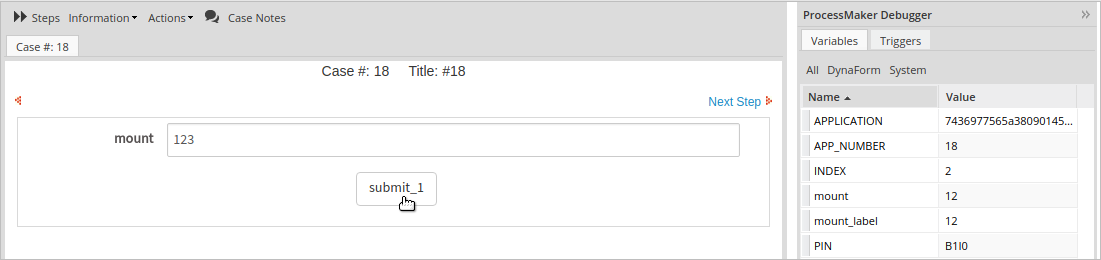 Steps Information Actions Case Notes
Case #: 18
Case #: 18 Title: #18
Next Step
mount 123
submit_1
ProcessMaker Debugger
Variables Triggers
All DynaForm System
Name Value
APPLICATION 7436977565a38090145...
APP_NUMBER 18
INDEX 2
mount 12
mount_label 12
PIN B1I0